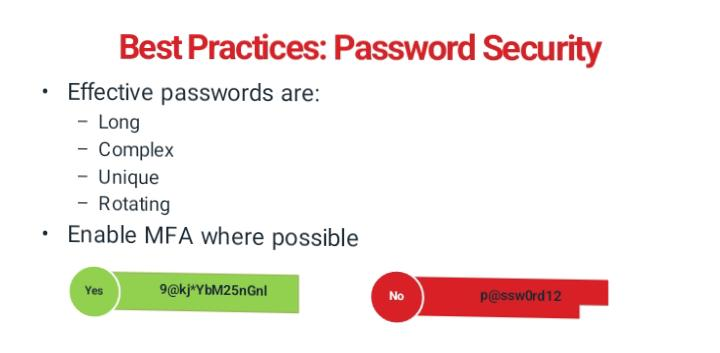 Best Practices: Password Security
• Effective passwords are:
– Long
– Complex
– Unique
– Rotating
• Enable MFA where possible
Yes 9@kj*YbM25nGnl
No p@ssw0rd12